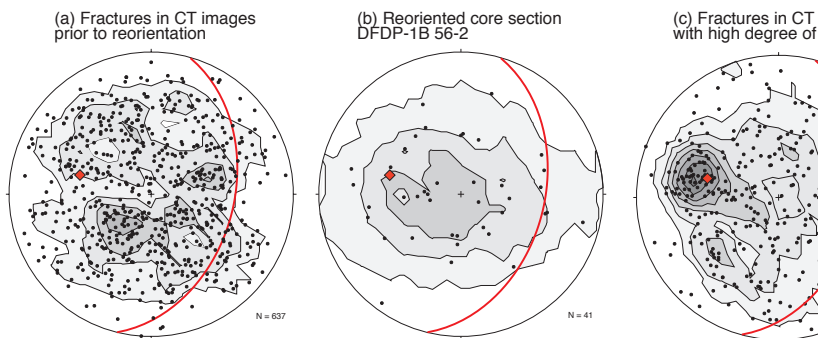 (a) Fractures in CT images
prior to reorientation
(b) Reoriented core section
DFDP-1B 56-2
(c) Fractures in CT
with high degree of
N = 637
N = 41